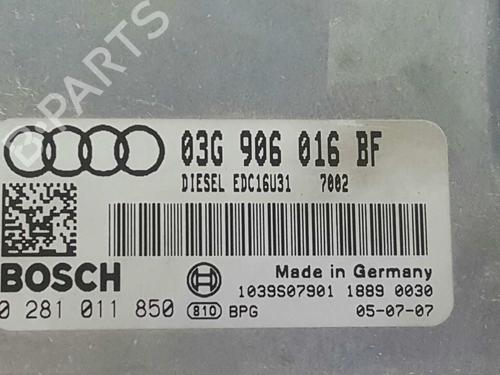 B-PARTS
03G 906 016 BF
DIESEL EDC16U31 7002
BOSCH
Made in Germany
1039S07901 1889 0030
0 281 011 850 810 BPG 05-07-07